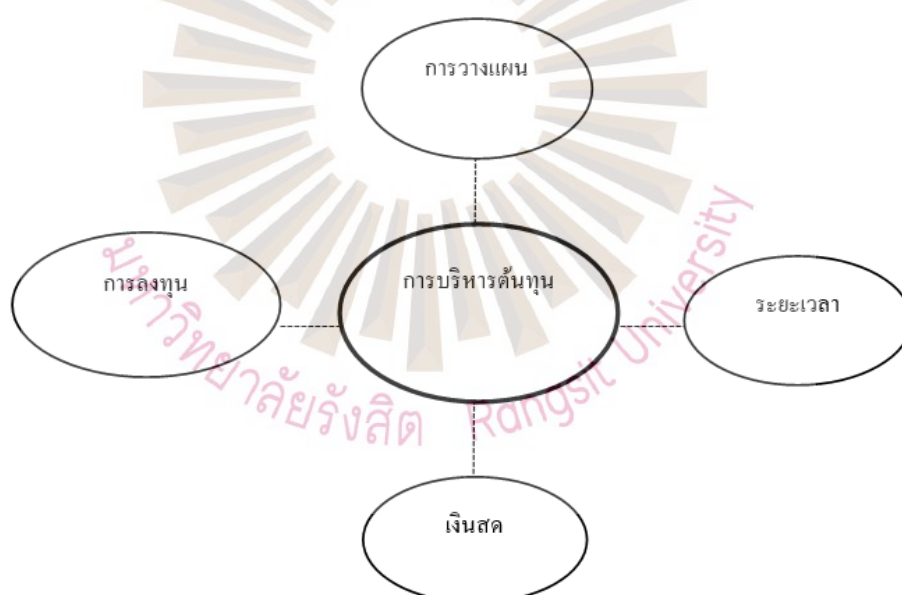 การวางแผน
การลงทุน
การบริหารต้นทุน
ระยะเวลา
เงินสด
มหาวิทยาลัยรังสิต Rangsit University